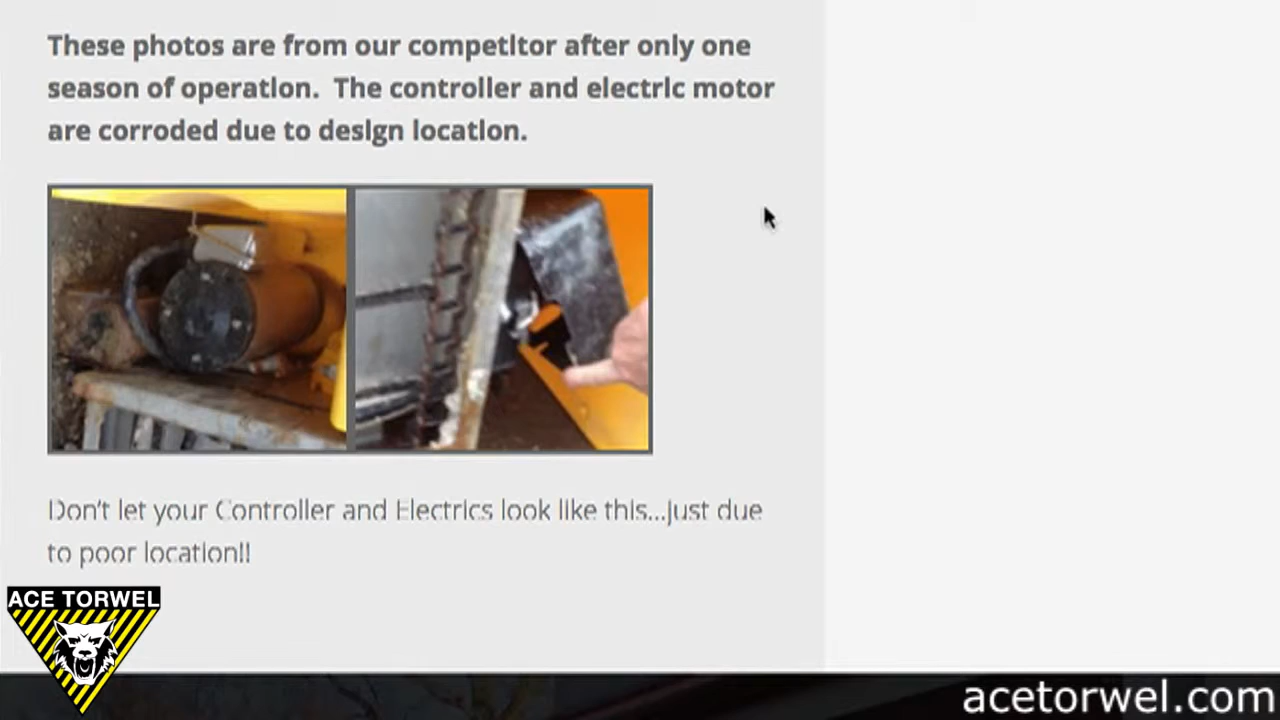 These photos are from our competitor after only one
season of operation. The controller and electric motor
are corroded due to design location.
Don't let your Controller and Electrics look like this...just due
to poor location!!
ACE TORWEL
acetorwel.com